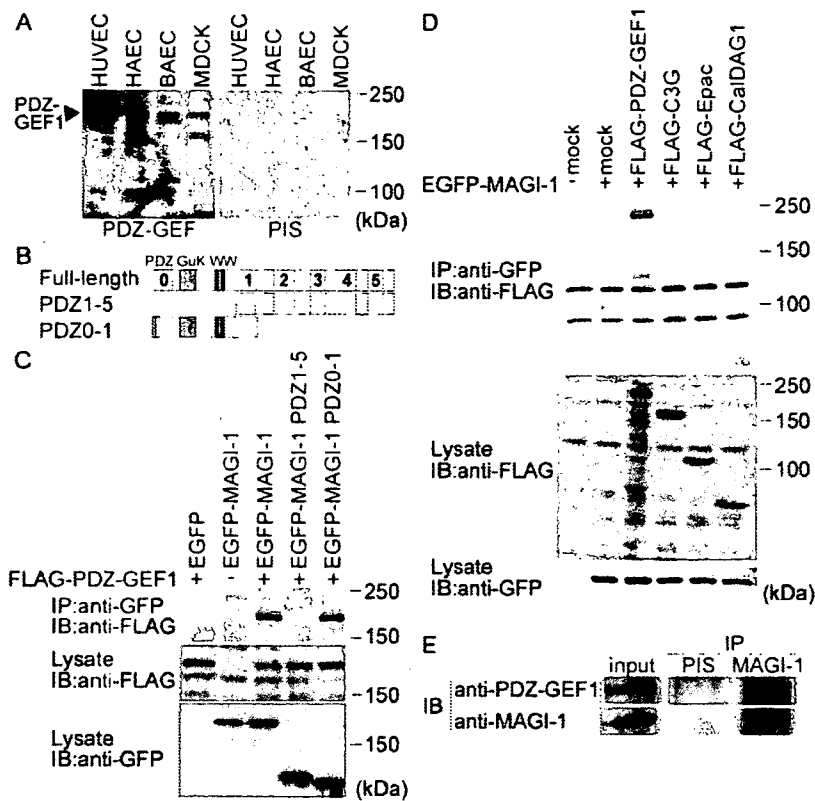 A
HUVEC HAEC BAEC MDCK HUVEC HAEC BAEC MDCK
PDZ-
GEF1
-250
-150
-100
(kDa)
PDZ-GEF PIS
B
PDZ GuK WW
Full-length 0 1 2 3 4 5
PDZ1-5
PDZ0-1
C
FLAG-PDZ-GEF1
+EGFP
-EGFP-MAGI-1
+EGFP-MAGI-1
+EGFP-MAGI-1 PDZ1-5
+EGFP-MAGI-1 PDZ0-1
IP:anti-GFP
IB:anti-FLAG
-250
-150
Lysate
IB:anti-FLAG
-150
Lysate
IB:anti-GFP
-150
(kDa)
D
EGFP-MAGI-1
-mock
+mock
+FLAG-PDZ-GEF1
+FLAG-C3G
+FLAG-Epac
+FLAG-CalDAG1
IP:anti-GFP
IB:anti-FLAG
-250
-150
-100
Lysate
IB:anti-FLAG
-250
-150
-100
Lysate
IB:anti-GFP
(kDa)
E
IP
input PIS MAGI-1
IB
anti-PDZ-GEF1
anti-MAGI-1